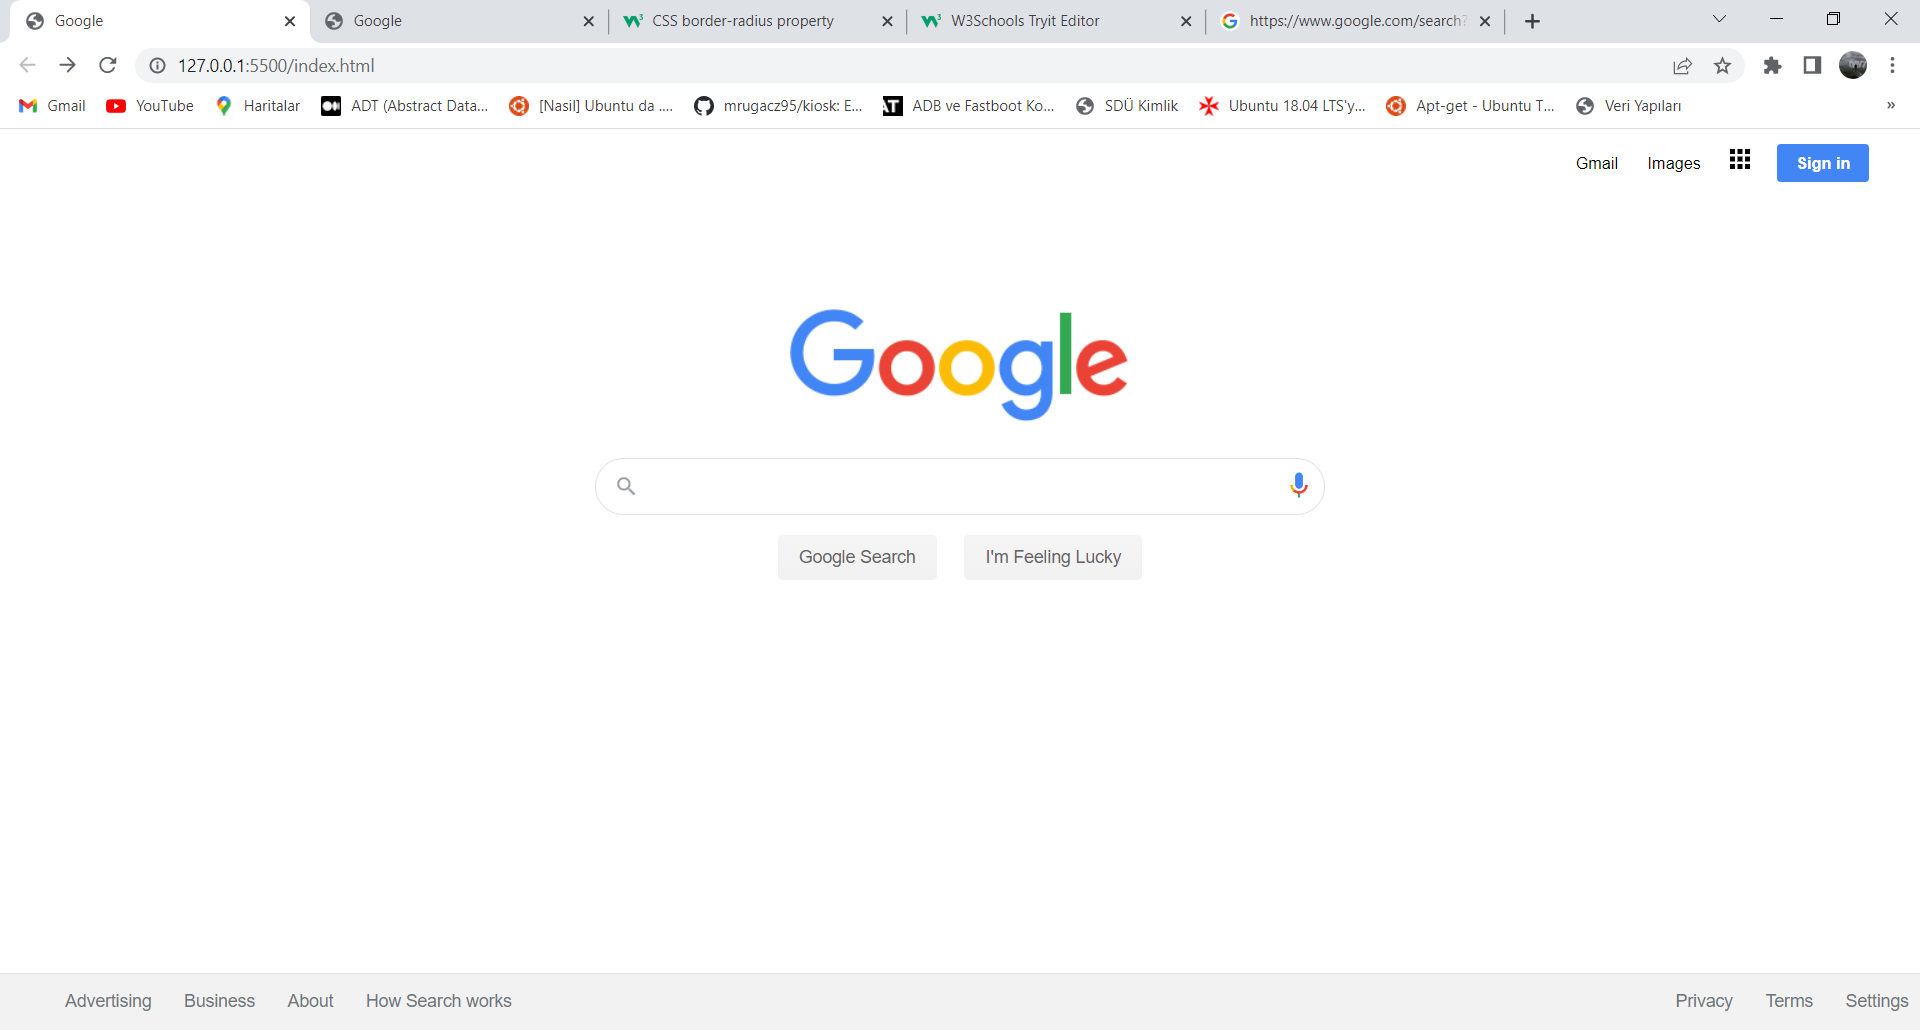 Google Google CSS border-radius property W3Schools Tryit Editor https://www.google.com/search?
127.0.0.1:5500/index.html
Gmail YouTube Haritalar ADT (Abstract Data... [Nasil] Ubuntu da .... mrugacz95/kiosk: E... ADB ve Fastboot Ko... SDÜ Kimlik Ubuntu 18.04 LTS'y... Apt-get - Ubuntu T... Veri Yapıları »
Gmail Images Sign in
Google
Google Search I'm Feeling Lucky
Advertising Business About How Search works Privacy Terms Settings